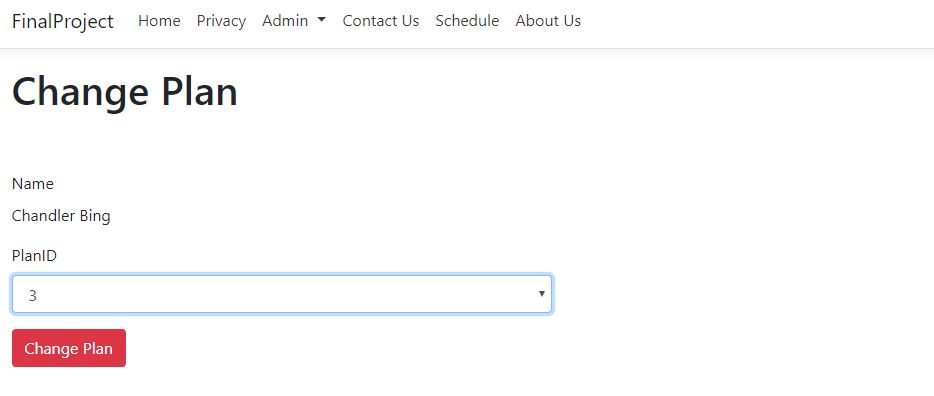 FinalProject Home Privacy Admin Contact Us Schedule About Us
Change Plan
Name
Chandler Bing
PlanID
3
Change Plan